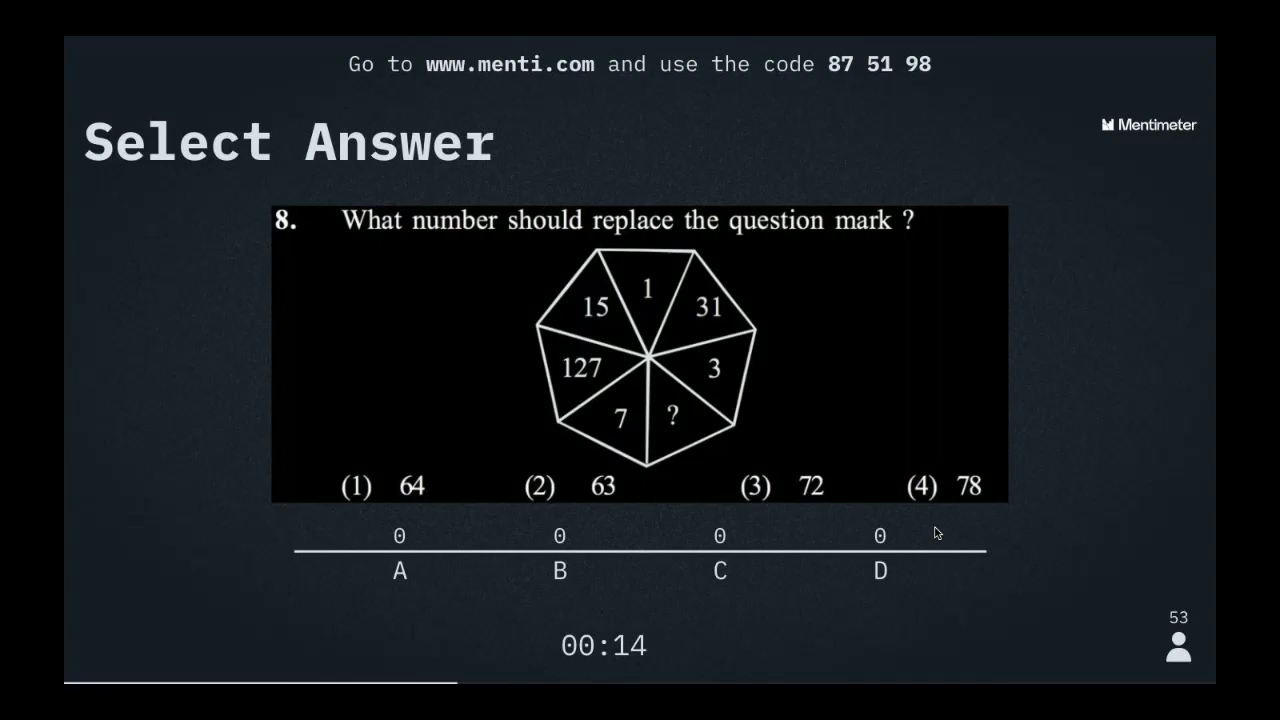 Go to www.menti.com and use the code 87 51 98
Select Answer
Mentimeter
8. What number should replace the question mark ?
1
15 31
127 3
7 ?
(1) 64 (2) 63 (3) 72 (4) 78
0 0 0 0
A B C D
53
00:14